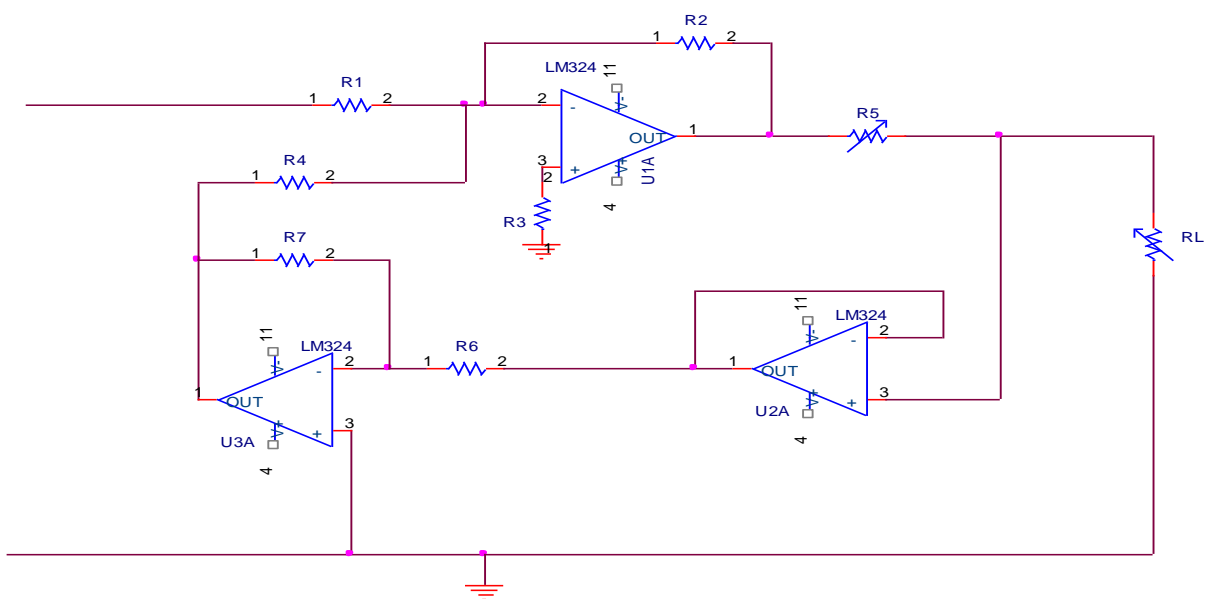 R2
1 2
LM324 11
R1
V-
1 2
2 -
R5
OUT 1
R4
3 +
V+
U1A
1 2
2
4
R3
1
R7
RL
1 2
11
LM324
11
LM324
V-
2
-
R6
V-
2
-
1 2
1
OUT
1
OUT
3
+
V+
U2A
3
+
V+
4
U3A
4